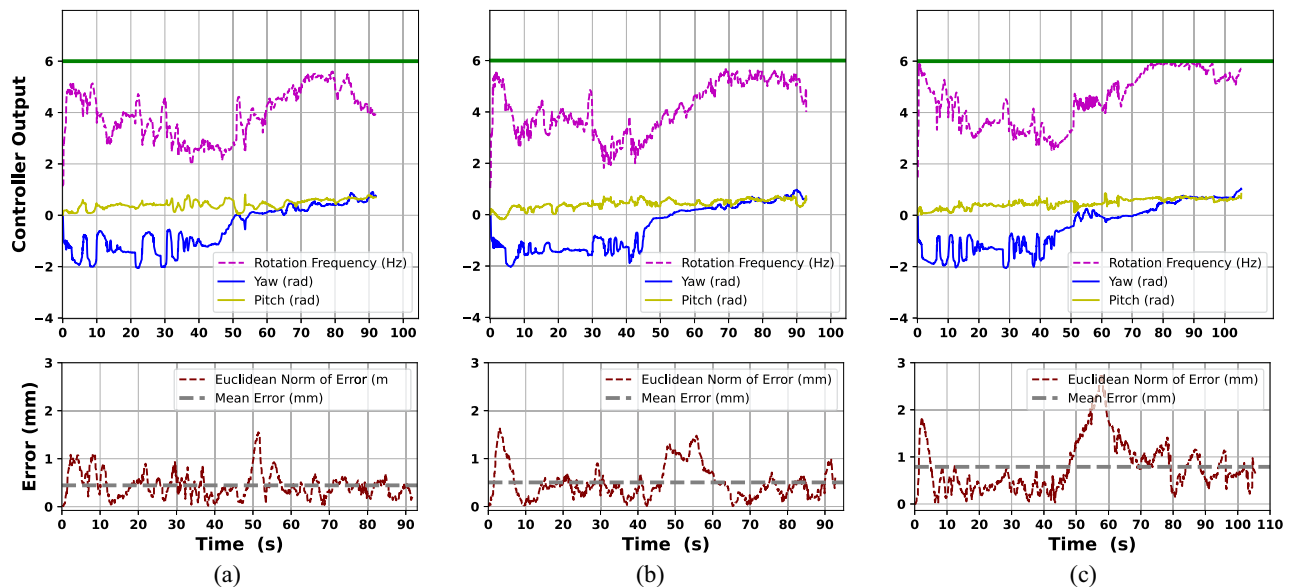 Controller Output
8
6
4
2
0
−2
−4
Rotation Frequency (Hz)
Yaw (rad)
Pitch (rad)
0 10 20 30 40 50 60 70 80 90 100
8
6
4
2
0
−2
−4
Rotation Frequency (Hz)
Yaw (rad)
Pitch (rad)
0 10 20 30 40 50 60 70 80 90 100
8
6
4
2
0
−2
−4
Rotation Frequency (Hz)
Yaw (rad)
Pitch (rad)
0 10 20 30 40 50 60 70 80 90 100
Error (mm)
3
2
1
0
Euclidean Norm of Error (m
Mean Error (mm)
0 10 20 30 40 50 60 70 80 90
Time (s)
(a)
3
2
1
0
Euclidean Norm of Error (mm)
Mean Error (mm)
0 10 20 30 40 50 60 70 80 90
Time (s)
(b)
3
2
1
0
Euclidean Norm of Error (mm)
Mean Error (mm)
0 10 20 30 40 50 60 70 80 90 100 110
Time (s)
(c)